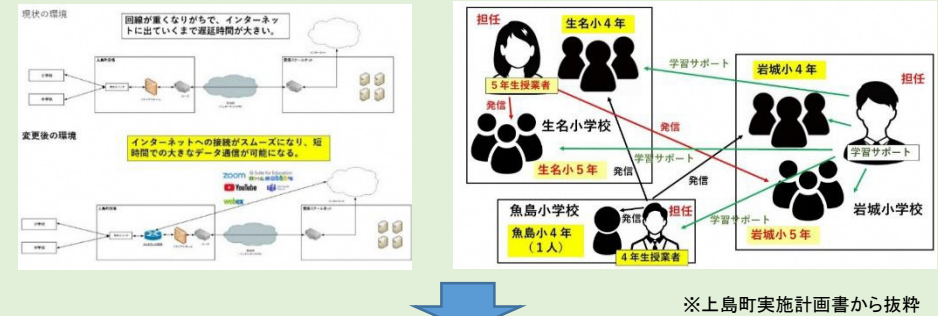 現状の環境
回線が重くなりがちで、インターネッ
トに出ていくまで遅延時間が大きい。
変更後の環境
インターネットへの接続がスムーズになり、短
時間での大きなデータ通信が可能になる。
zoom
G Suite for Education
YouTube
webex
担任
生名小4年
5年生授業者
発信
生名小学校
生名小5年
学習サポート
岩城小4年
担任
発信
学習サポート
学習サポート
発信
発信
岩城小学校
岩城小5年
学習サポート
魚島小学校
発信
担任
魚島小4年
(1人)
4年生授業者
※上島町実施計画書から抜粋